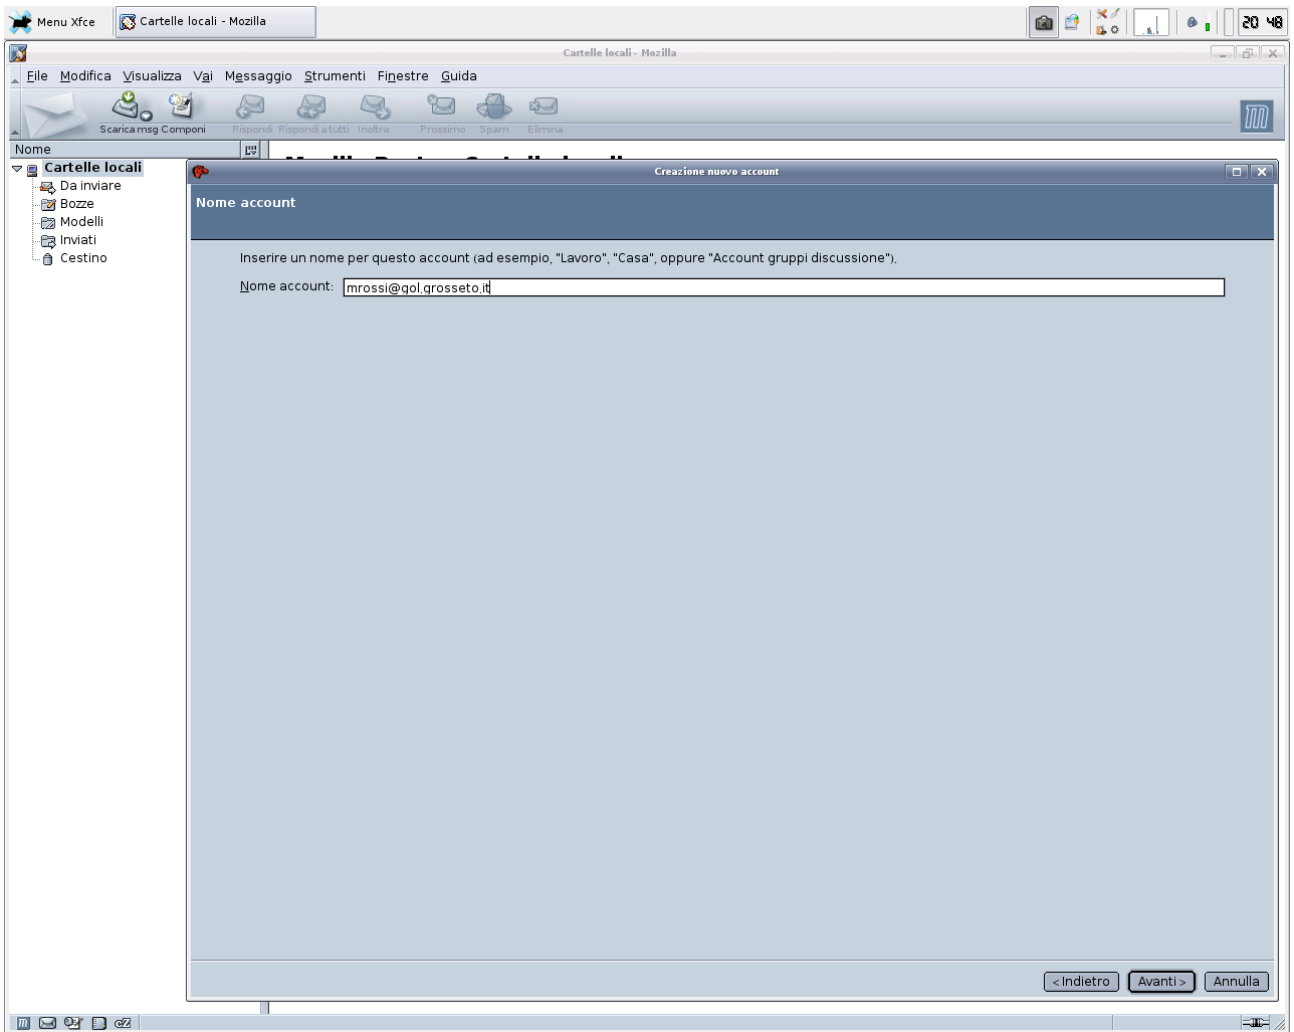 Menu Xfce
Cartelle locali - Mozilla
20 48
Cartelle locali - Mozilla
File Modifica Visualizza Vai Messaggio Strumenti Finestre Guida
Scarica msg Componi Rispondi Rispondi a tutti Inoltra Prossimo Spam Elimina
Nome
Cartelle locali
Da inviare
Bozze
Modelli
Inviati
Cestino
Creazione nuovo account
Nome account
Inserire un nome per questo account (ad esempio, "Lavoro", "Casa", oppure "Account gruppi discussione").
Nome account: mrossi@gol.grosseto.it
< Indietro Avanti > Annulla